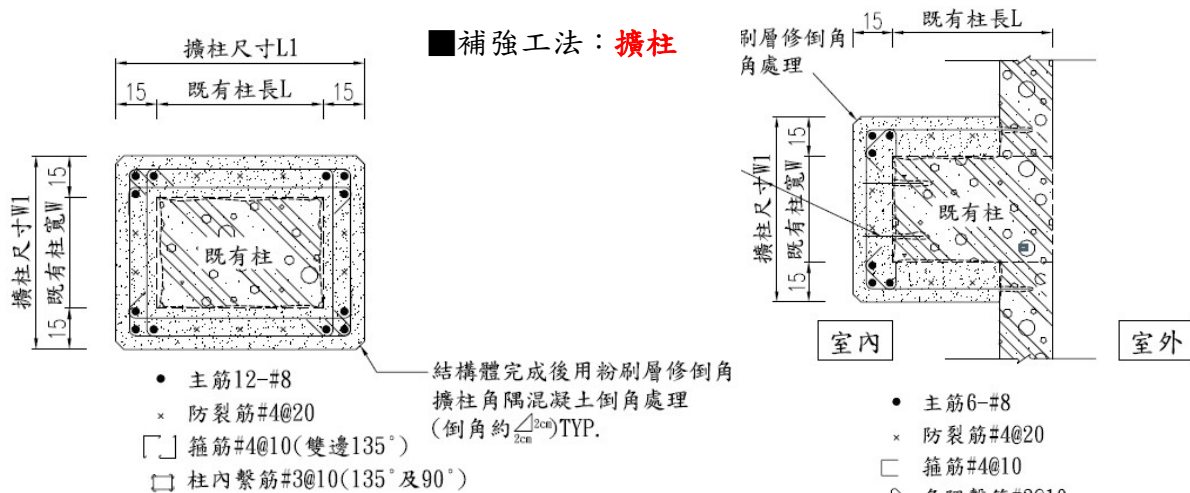 ■補強工法：擴柱
擴柱尺寸L1
15 既有柱長L 15
擴柱尺寸W1
既有柱寬W
15
15
既有柱
● 主筋12-#8
× 防裂筋#4@20
箍筋#4@10(雙邊135°)
柱內繫筋#3@10(135°及90°)
結構體完成後用粉刷層修倒角
擴柱角隅混凝土倒角處理
(倒角約2cm 2cm)TYP.
15 既有柱長L
刷層修倒角
角處理
擴柱尺寸W1
既有柱寬W
15
15
既有柱
室內
室外
● 主筋6-#8
× 防裂筋#4@20
箍筋#4@10